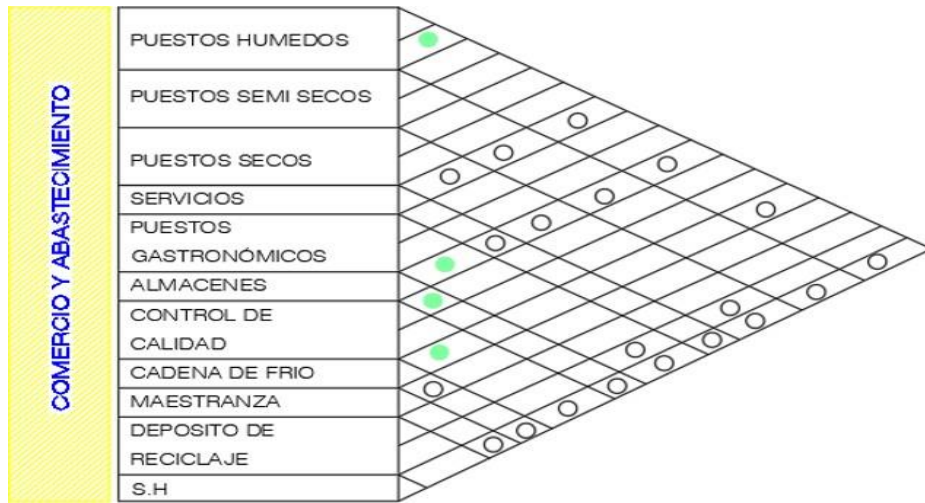 COMERCIO Y ABASTECIMIENTO
PUESTOS HUMEDOS
PUESTOS SEMI SECOS
PUESTOS SECOS
SERVICIOS
PUESTOS
GASTRONÓMICOS
ALMACENES
CONTROL DE
CALIDAD
CADENA DE FRIO
MAESTRANZA
DEPOSITO DE
RECICLAJE
S.H